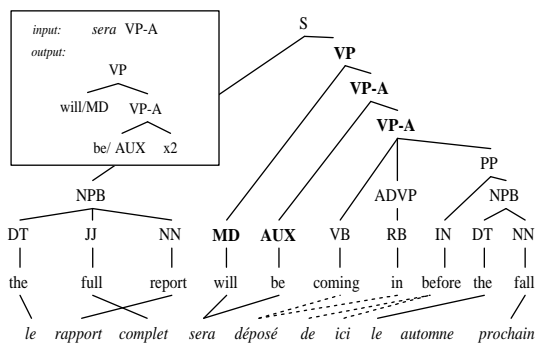 input: sera VP-A
output:
VP
will/MD VP-A
be/ AUX x2
S
VP
VP-A
VP-A
PP
NPB ADVP NPB
DT JJ NN MD AUX VB RB IN DT NN
the full report will be coming in before the fall
le rapport complet sera déposé de ici le automne prochain